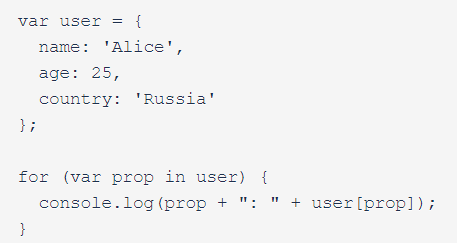 var user = {
  name: 'Alice',
  age: 25,
  country: 'Russia'
};

for (var prop in user) {
  console.log(prop + ": " + user[prop]);
}